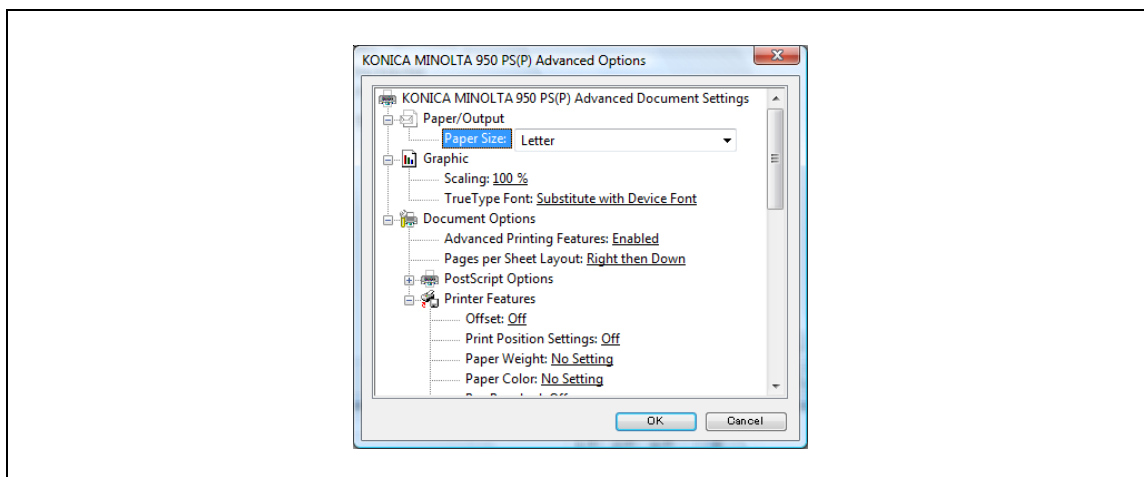 KONICA MINOLTA 950 PS(P) Advanced Options
KONICA MINOLTA 950 PS(P) Advanced Document Settings
Paper/Output
Paper Size: Letter
Graphic
Scaling: 100 %
TrueType Font: Substitute with Device Font
Document Options
Advanced Printing Features: Enabled
Pages per Sheet Layout: Right then Down
PostScript Options
Printer Features
Offset: Off
Print Position Settings: Off
Paper Weight: No Setting
Paper Color: No Setting
OK Cancel